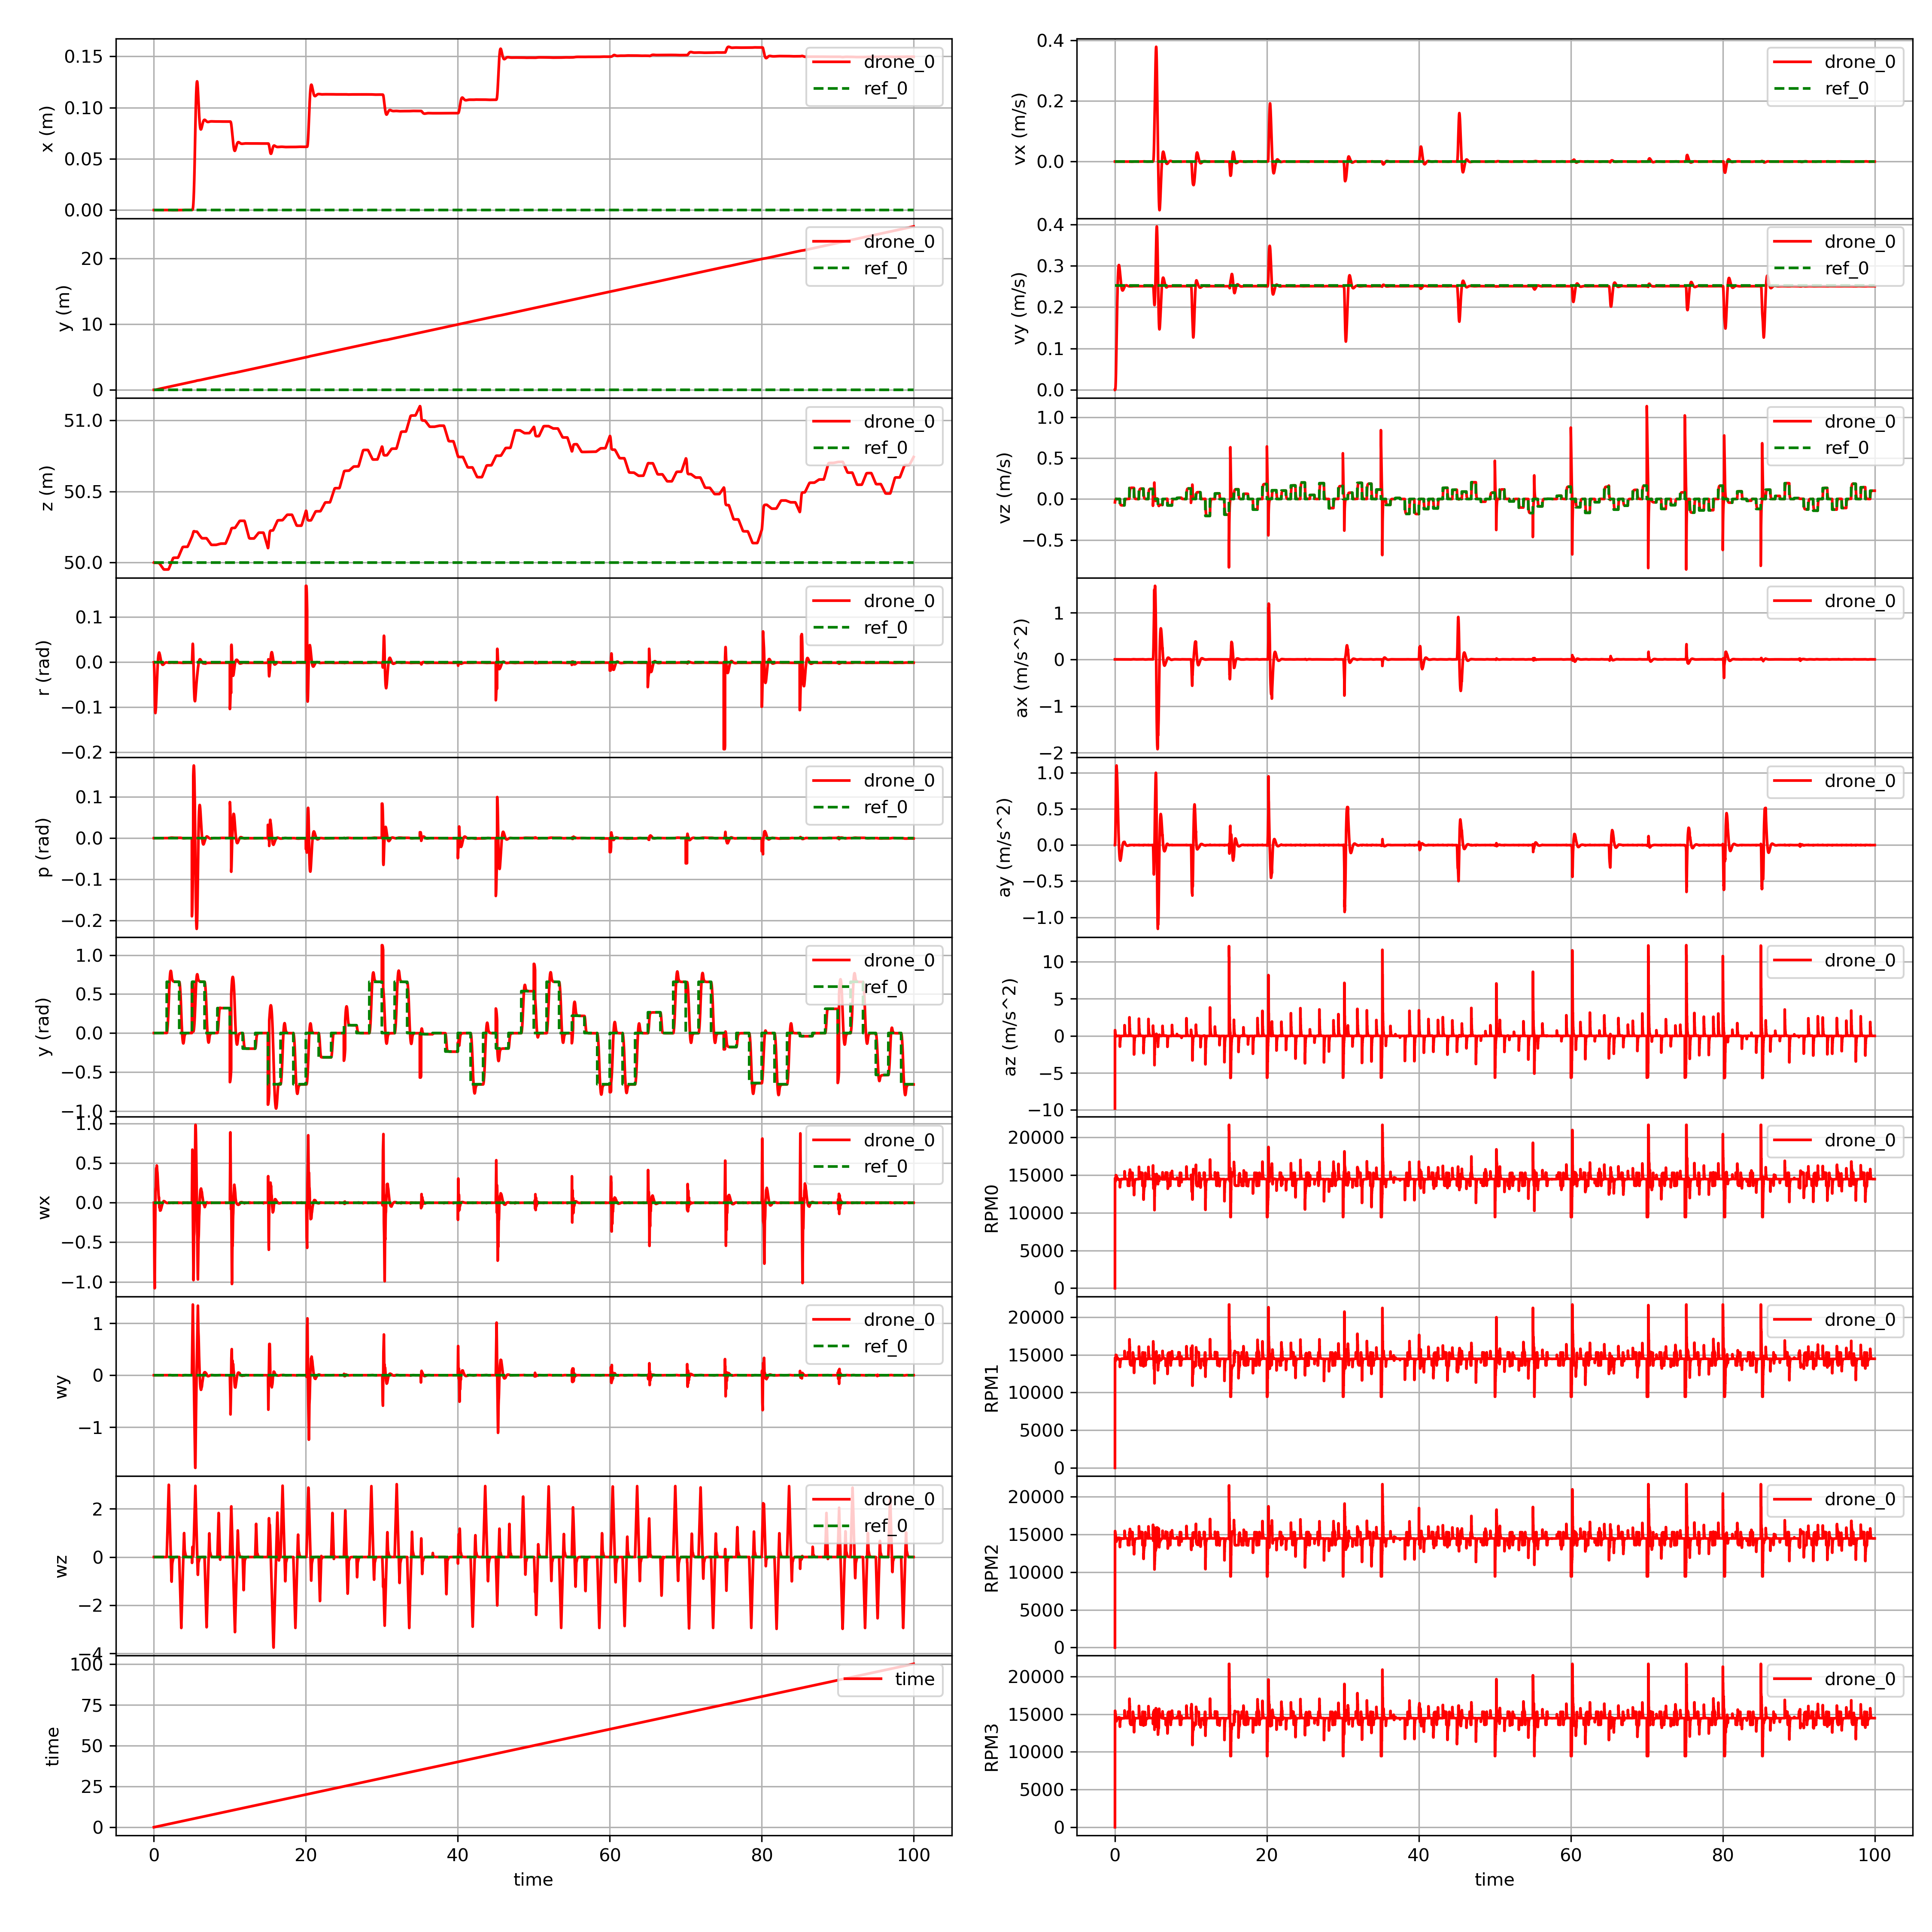 x (m)
0.15
0.10
0.05
0.00
drone_0
ref_0
y (m)
20
10
0
drone_0
ref_0
z (m)
51.0
50.5
50.0
drone_0
ref_0
r (rad)
0.1
0.0
−0.1
−0.2
drone_0
ref_0
p (rad)
0.1
0.0
−0.1
−0.2
drone_0
ref_0
y (rad)
1.0
0.5
0.0
−0.5
−1.0
drone_0
ref_0
wx
1.0
0.5
0.0
−0.5
−1.0
drone_0
ref_0
wy
1
0
−1
drone_0
ref_0
wz
2
0
−2
−4
drone_0
ref_0
time
100
75
50
25
0
time
0 20 40 60 80 100
time
vx (m/s)
0.4
0.2
0.0
drone_0
ref_0
vy (m/s)
0.4
0.3
0.2
0.1
0.0
drone_0
ref_0
vz (m/s)
1.0
0.5
0.0
−0.5
drone_0
ref_0
ax (m/s^2)
1
0
−1
−2
drone_0
ay (m/s^2)
1.0
0.5
0.0
−0.5
−1.0
drone_0
az (m/s^2)
10
5
0
−5
−10
drone_0
RPM0
20000
15000
10000
5000
0
drone_0
RPM1
20000
15000
10000
5000
0
drone_0
RPM2
20000
15000
10000
5000
0
drone_0
RPM3
20000
15000
10000
5000
0
drone_0
0 20 40 60 80 100
time